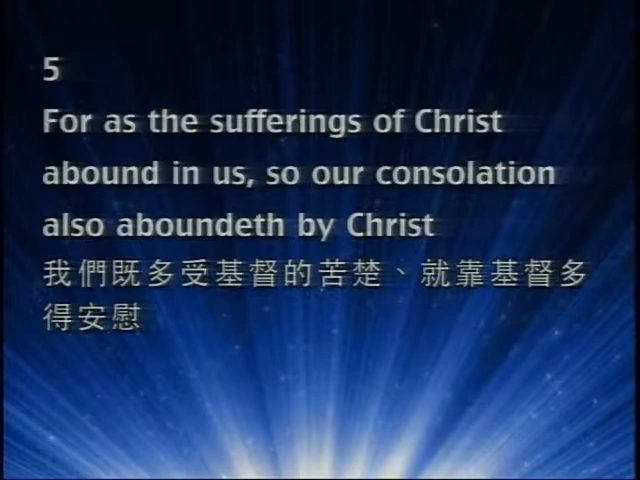 5
For as the sufferings of Christ
abound in us, so our consolation
also aboundeth by Christ
我們既多受基督的苦楚、就靠基督多
得安慰